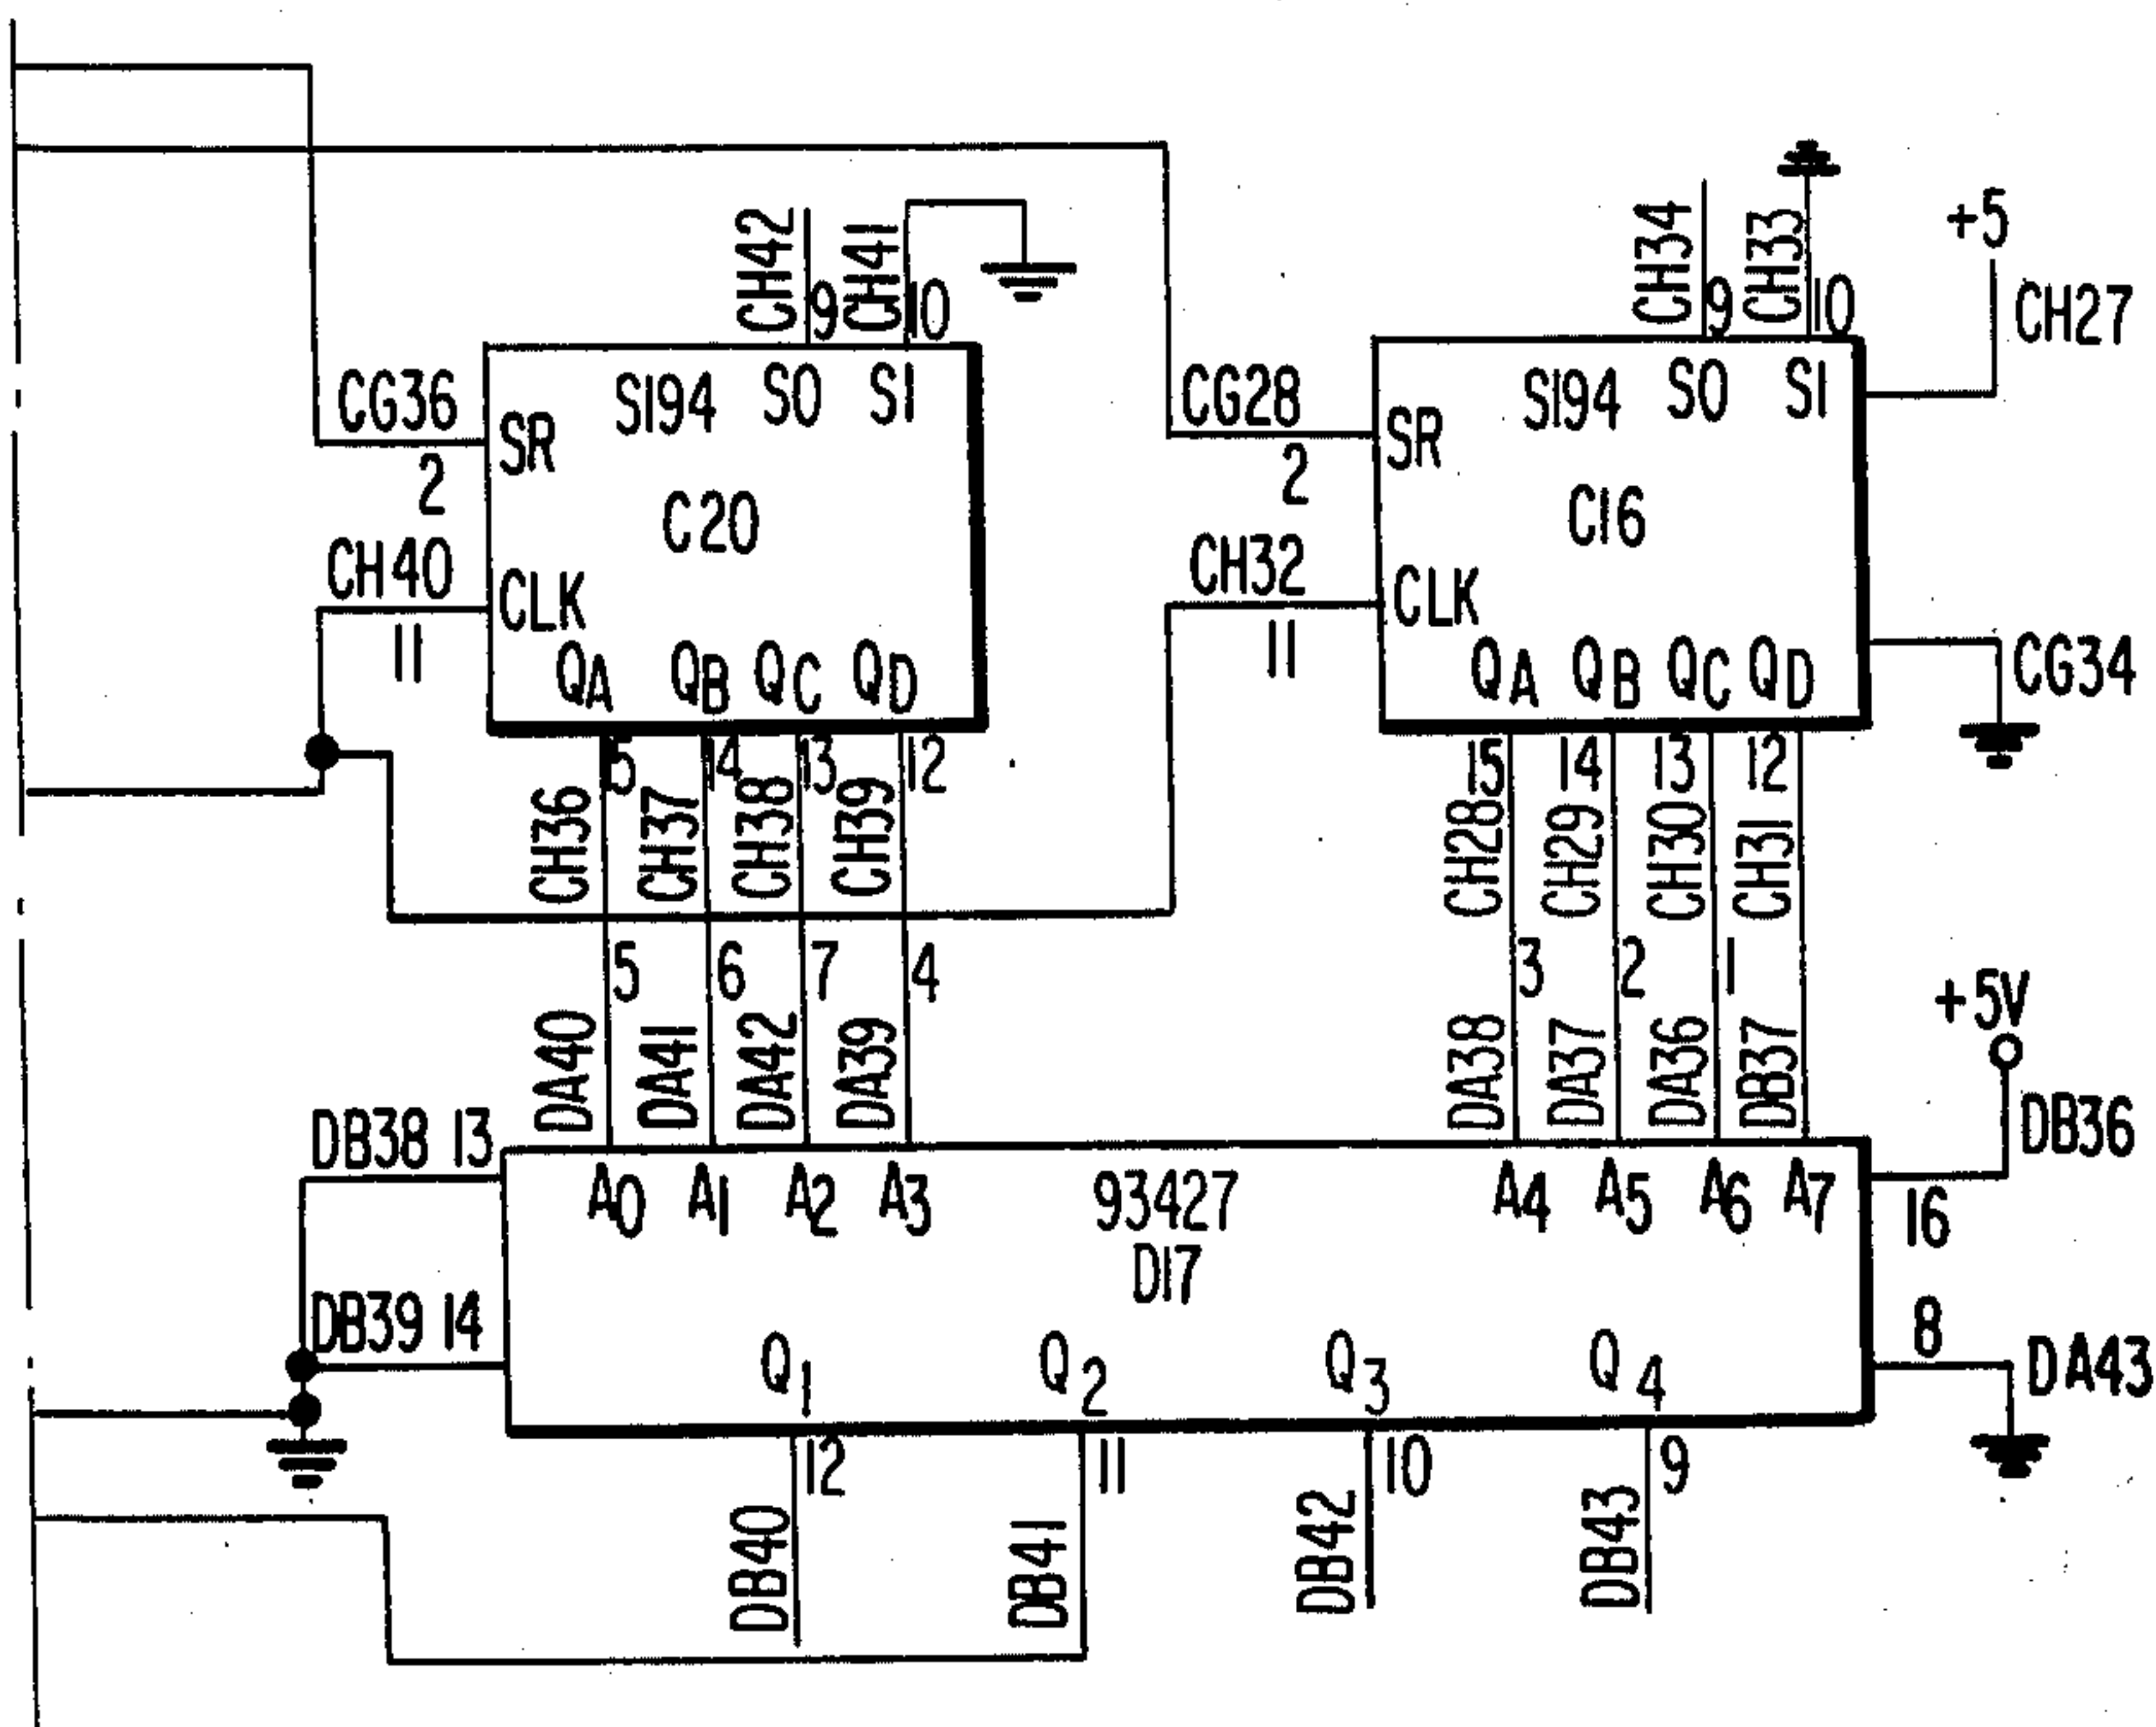 CH42
CH41
9
10
CH34
CH33
9
10
+5
CH27
CG36
2
SR
S194
S0
S1
C20
CH40
11
CLK
QA
QB
QC
QD
CG28
2
SR
S194
S0
S1
C16
CH32
11
CLK
QA
QB
QC
QD
CG34
15
14
13
12
CH36
CH37
CH38
CH39
15
14
13
12
CH28
CH29
CH30
CH31
5
6
7
4
DA40
DA41
DA42
DA39
3
2
1
DA38
DA37
DA36
DB37
+5V
DB36
16
DB38 13
A0
A1
A2
A3
93427
D17
A4
A5
A6
A7
DB39 14
Q1
Q2
Q3
Q4
8
DA43
12
11
10
9
DB40
DB41
DB42
DB43